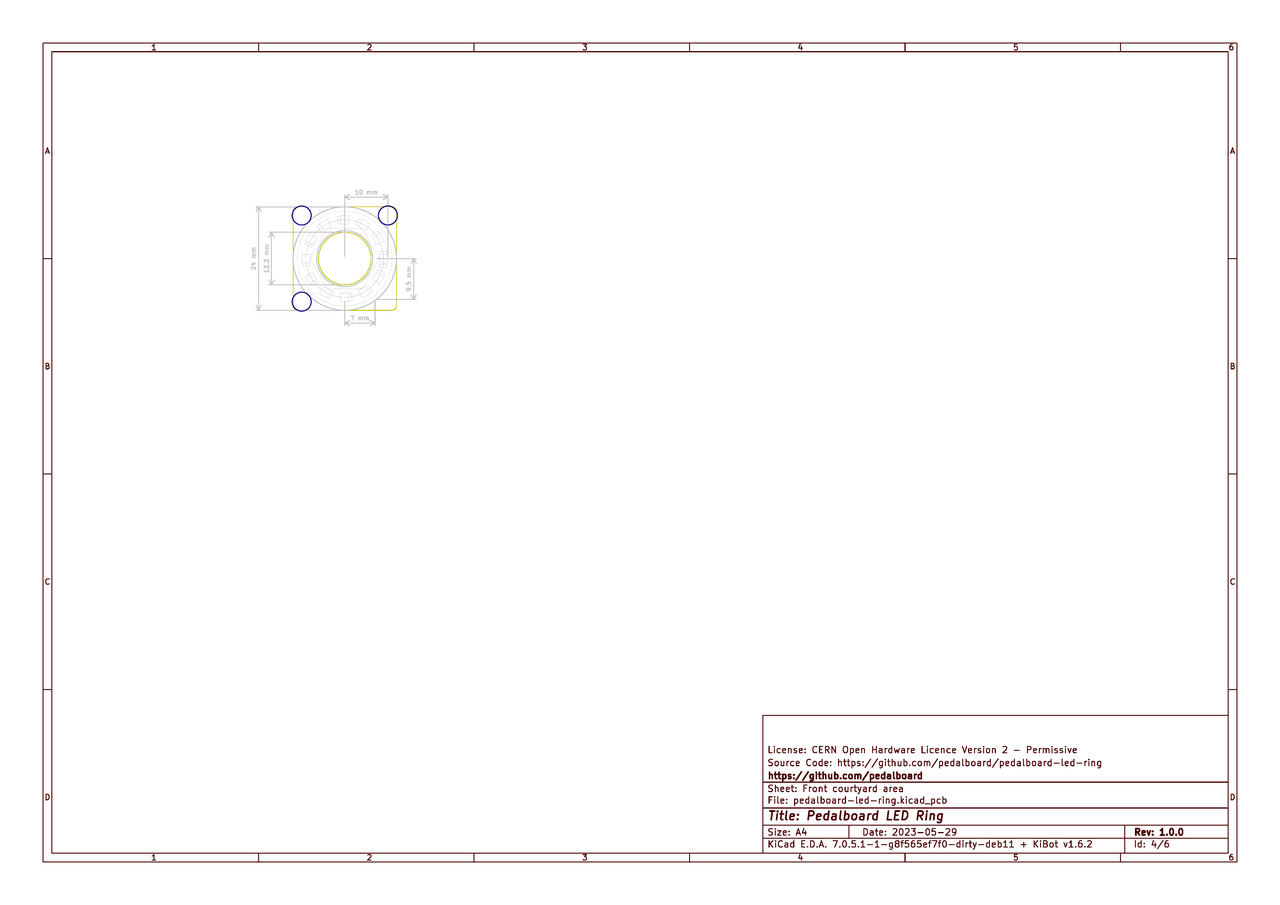 1 2 3 4 5 6
A A
10 mm
24 mm
12.2 mm
9.5 mm
7 mm
B B
C C
License: CERN Open Hardware Licence Version 2 - Permissive
Source Code: https://github.com/pedalboard/pedalboard-led-ring
https://github.com/pedalboard
Sheet: Front courtyard area
D D
File: pedalboard-led-ring.kicad_pcb
Title: Pedalboard LED Ring
Size: A4 Date: 2023-05-29 Rev: 1.0.0
KiCad E.D.A. 7.0.5.1-1-g8f565ef7f0-dirty-deb11 + KiBot v1.6.2 Id: 4/6
1 2 3 4 5 6